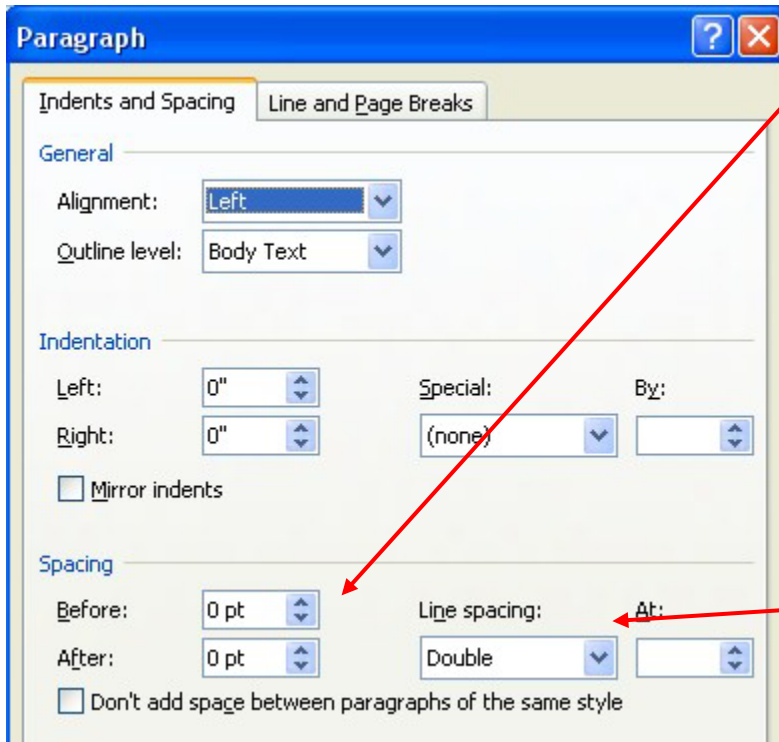 Paragraph ?
Indents and Spacing Line and Page Breaks
General
Alignment: Left
Outline level: Body Text
Indentation
Left: 0" Special: By:
Right: 0" (none)
Mirror indents
Spacing
Before: 0 pt Line spacing: At:
After: 0 pt Double
Don't add space between paragraphs of the same style